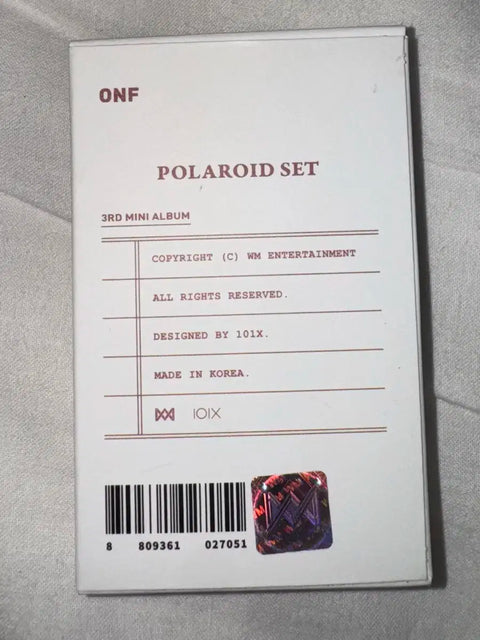 ONF
POLAROID SET
3RD MINI ALBUM
COPYRIGHT (C) WM ENTERTAINMENT
ALL RIGHTS RESERVED.
DESIGNED BY 101X.
MADE IN KOREA.
101X
8 809361 027051